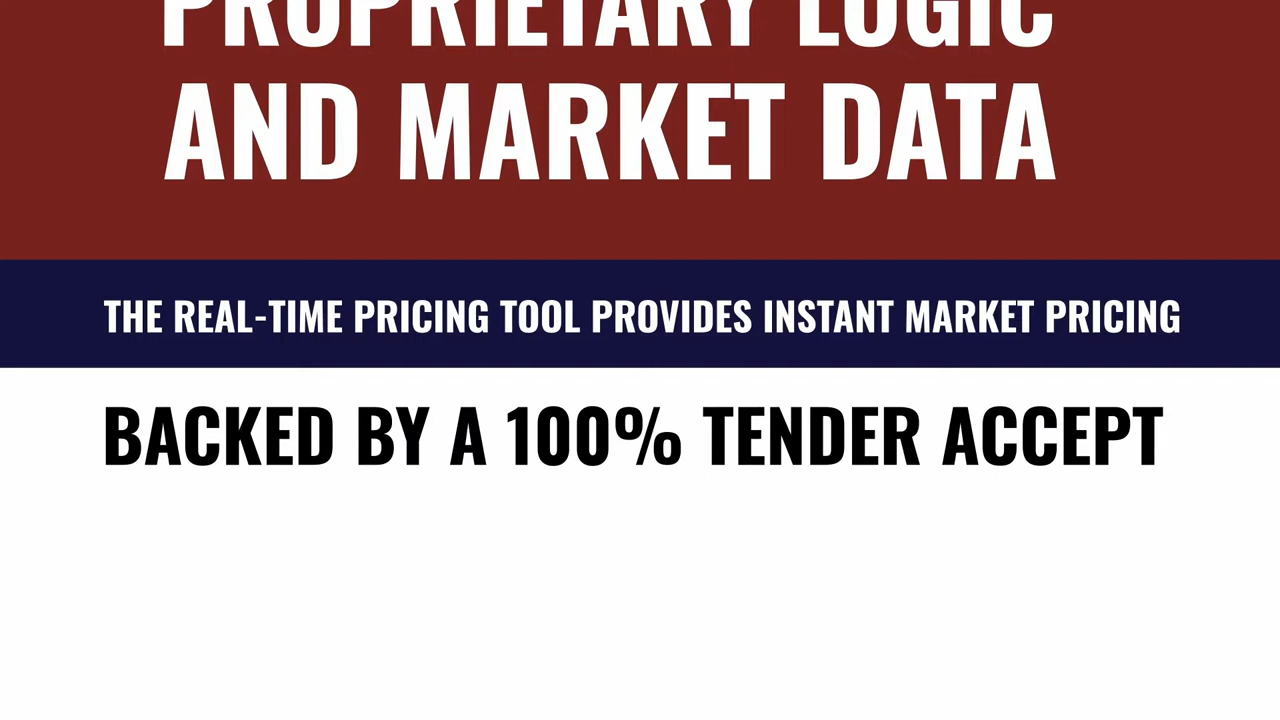 PROPRIETARY LOGIC
AND MARKET DATA
THE REAL-TIME PRICING TOOL PROVIDES INSTANT MARKET PRICING
BACKED BY A 100% TENDER ACCEPT